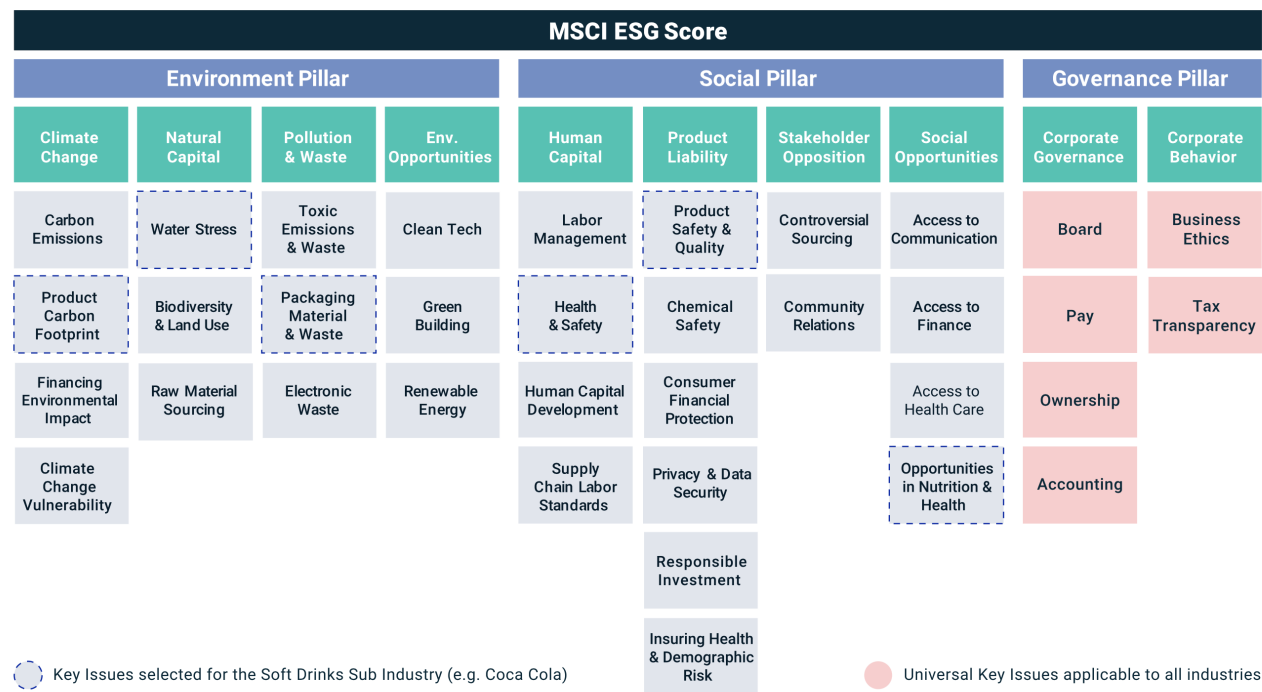 MSCI ESG Score
Environment Pillar
Social Pillar
Governance Pillar
Climate
Change
Natural
Capital
Pollution
& Waste
Env.
Opportunities
Human
Capital
Product
Liability
Stakeholder
Opposition
Social
Opportunities
Corporate
Governance
Corporate
Behavior
Carbon
Emissions
Water Stress
Toxic
Emissions
& Waste
Clean Tech
Labor
Management
Product
Safety &
Quality
Controversial
Sourcing
Access to
Communication
Board
Business
Ethics
Product
Carbon
Footprint
Biodiversity
& Land Use
Packaging
Material
& Waste
Green
Building
Health
& Safety
Chemical
Safety
Community
Relations
Access to
Finance
Pay
Tax
Transparency
Financing
Environmental
Impact
Raw Material
Sourcing
Electronic
Waste
Renewable
Energy
Human Capital
Development
Consumer
Financial
Protection
Access to
Health Care
Ownership
Climate
Change
Vulnerability
Supply
Chain Labor
Standards
Privacy & Data
Security
Opportunities
in Nutrition &
Health
Accounting
Responsible
Investment
Insuring Health
& Demographic
Risk
Key Issues selected for the Soft Drinks Sub Industry (e.g. Coca Cola)
Universal Key Issues applicable to all industries